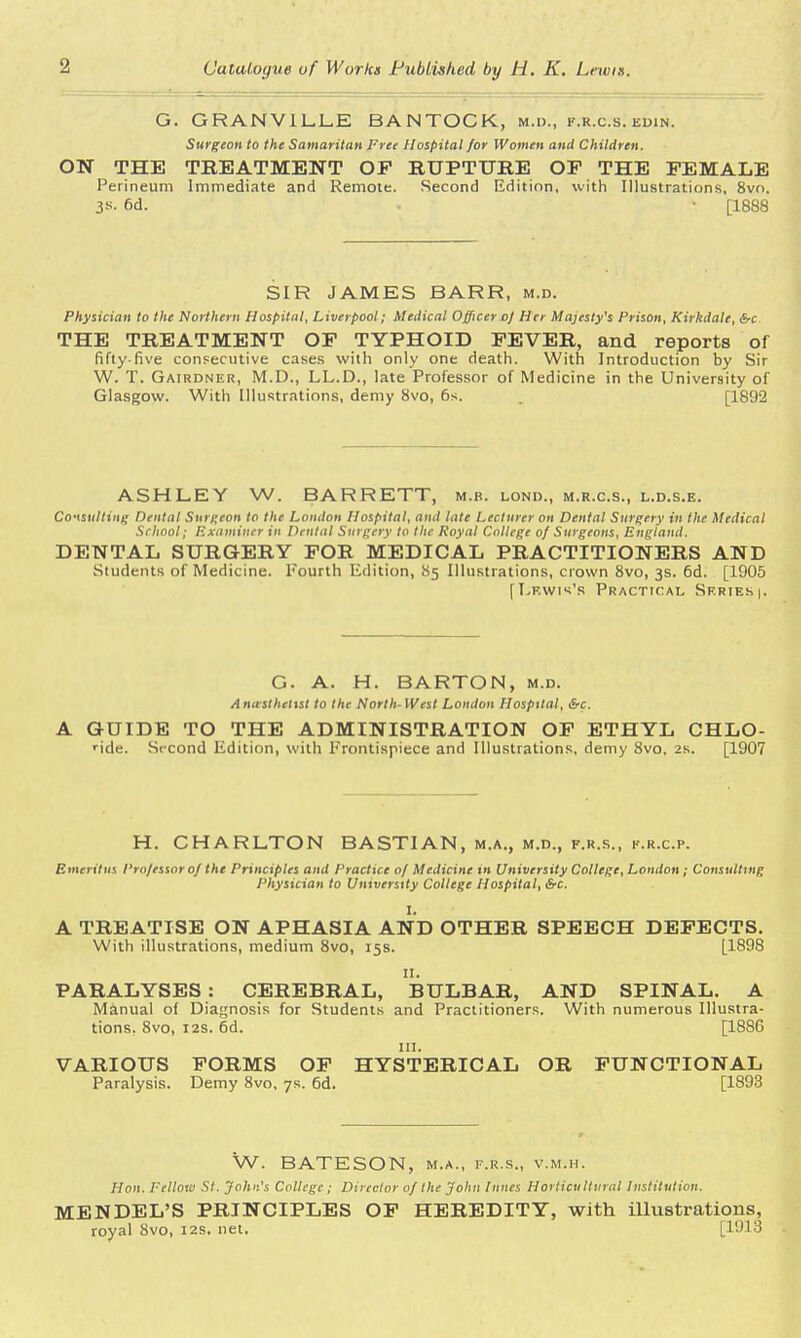 2 Catalogue of Works Published by H. K. Lewis.
G. GRANVILLE BANTOCK, M.D., F.R.C.S. EDIN.
Surgeon to the Samaritan Free Hospital for Women and Children.
ON THE TREATMENT OF RUPTURE OF THE FEMALE
Perineum Immediate and Remote. Second Edition, with Illustrations, 8vo.
3s. 6d. [1888
SIR JAMES BARR, M.D.
Physician to the Northern Hospital, Liverpool; Medical Officer of Her Majesty's Prison, Kirkdale, &c
THE TREATMENT OF TYPHOID FEVER, and reports of
fifty-five consecutive cases with only one death. With Introduction by Sir
W. T. GAIRDNER, M.D., LL.D., late Professor of Medicine in the University of
Glasgow. With Illustrations, demy 8vo, 6s. [1892
ASHLEY W. BARRETT, M.B. LOND., M.R.C.S., L.D.S.E.
Consulting Dental Surgeon to the London Hospital, and late Lecturer on Dental Surgery in the Medical
School; Examiner in Dental Surgery to the Royal College of Surgeons, England.
DENTAL SURGERY FOR MEDICAL PRACTITIONERS AND
Students of Medicine. Fourth Edition, 85 Illustrations, crown 8vo, 3s. 6d. [1905
[LEWIS'S PRACTICAL SERIES].
G. A. H. BARTON, M.D.
Anæsthetist to the North-West London Hospital, &c.
A GUIDE TO THE ADMINISTRATION OF ETHYL CHLO-
ride. Second Edition, with Frontispiece and Illustrations, demy 8vo, 2s. [1907
H. CHARLTON BASTIAN, M.A., M.D., F.R.S., F.R.C.P.
Emeritus Professor of the Principles and Practice of Medicine in University College, London; Consulting
Physician to University College Hospital, &c.
I.
A TREATISE ON APHASIA AND OTHER SPEECH DEFECTS.
With illustrations, medium 8vo, 15s. [1898
II.
PARALYSES: CEREBRAL, BULBAR, AND SPINAL. A
Manual of Diagnosis for Students and Practitioners. With numerous Illustra-
tions. 8vo, 12s. 6d. [1886
III.
VARIOUS FORMS OF HYSTERICAL OR FUNCTIONAL
Paralysis. Demy 8vo, 7s. 6d. [1893
W. BATESON, M.A., F.R.S., V.M.H.
Hon. Fellow St. John's College; Director of the John Innes Horticultural Institution.
MENDEL'S PRINCIPLES OF HEREDITY, with illustrations,
royal 8vo, 12s. net. [1913